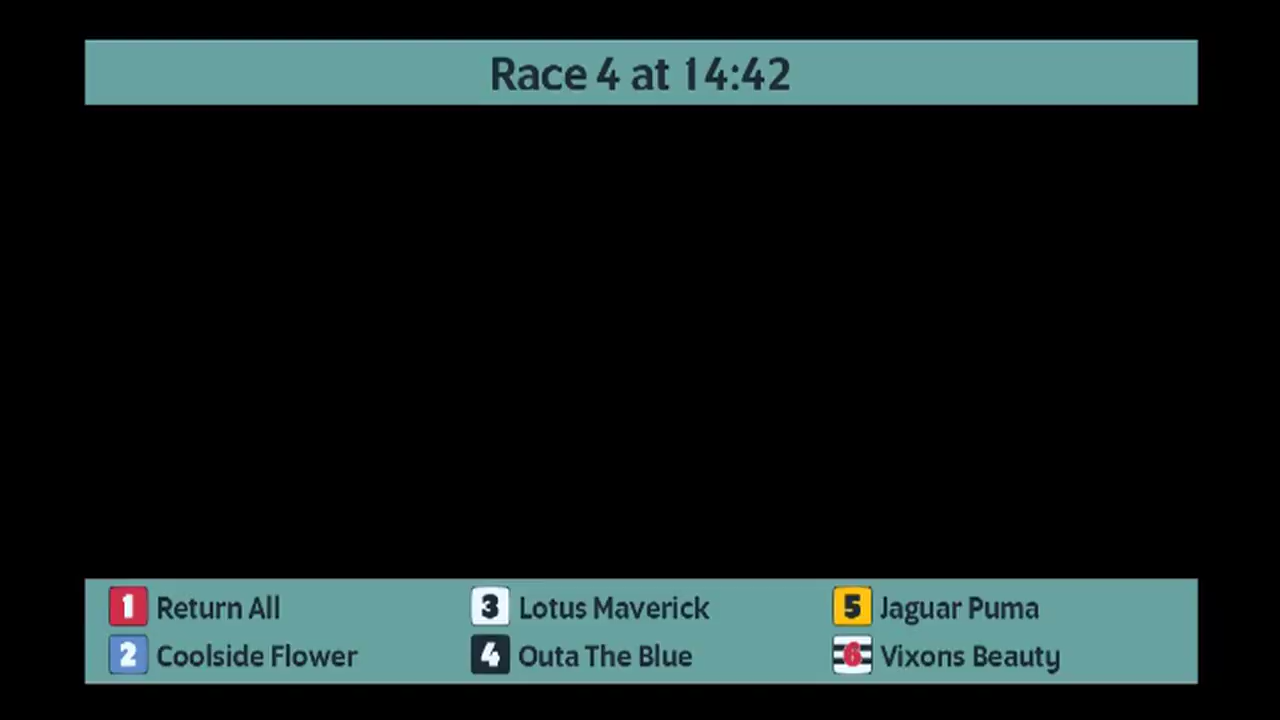 Race 4 at 14:42
1 Return All
2 Coolside Flower
3 Lotus Maverick
4 Outa The Blue
5 Jaguar Puma
6 Vixons Beauty